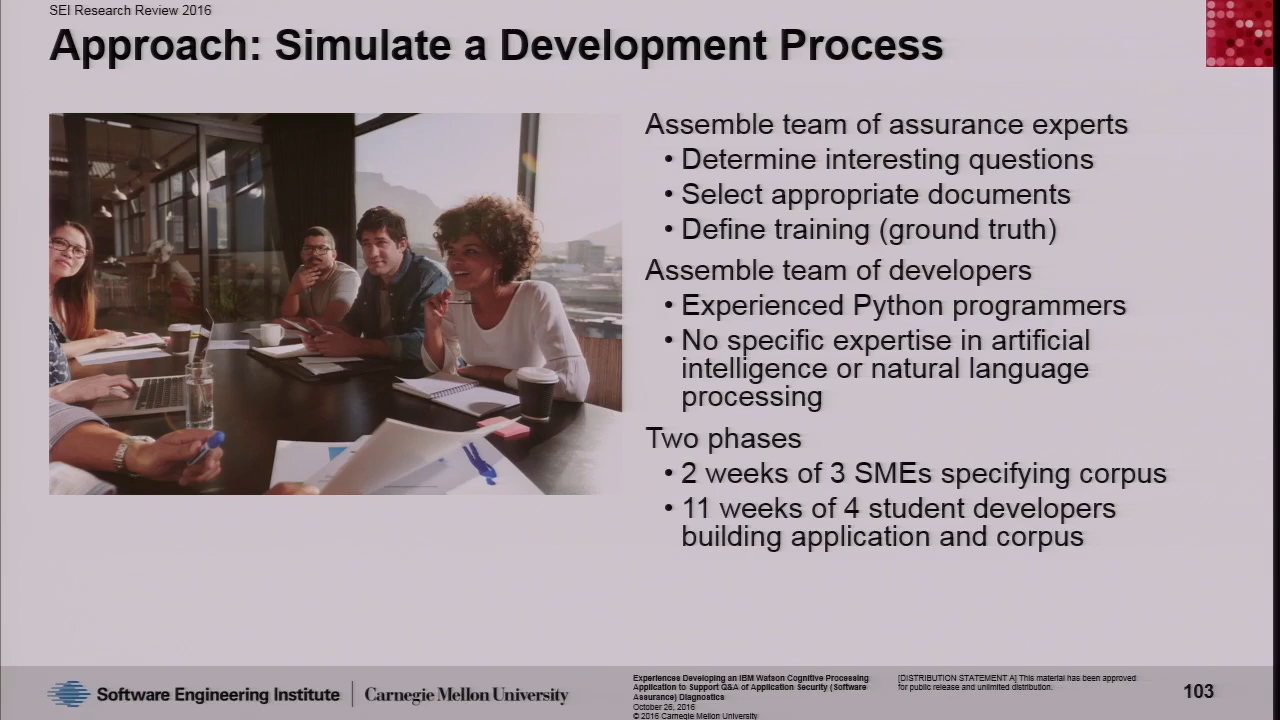 SEI Research Review 2016
Approach: Simulate a Development Process
Assemble team of assurance experts
• Determine interesting questions
• Select appropriate documents
• Define training (ground truth)
Assemble team of developers
• Experienced Python programmers
• No specific expertise in artificial
intelligence or natural language
processing
Two phases
• 2 weeks of 3 SMEs specifying corpus
• 11 weeks of 4 student developers
building application and corpus
Software Engineering Institute | Carnegie Mellon University
Experiences Developing an IBM Watson Cognitive Processing
Application to Support Q&A of Application Security (Software
Assurance) Diagnostics
October 26, 2016
© 2016 Carnegie Mellon University
[DISTRIBUTION STATEMENT A] This material has been approved
for public release and unlimited distribution.
103